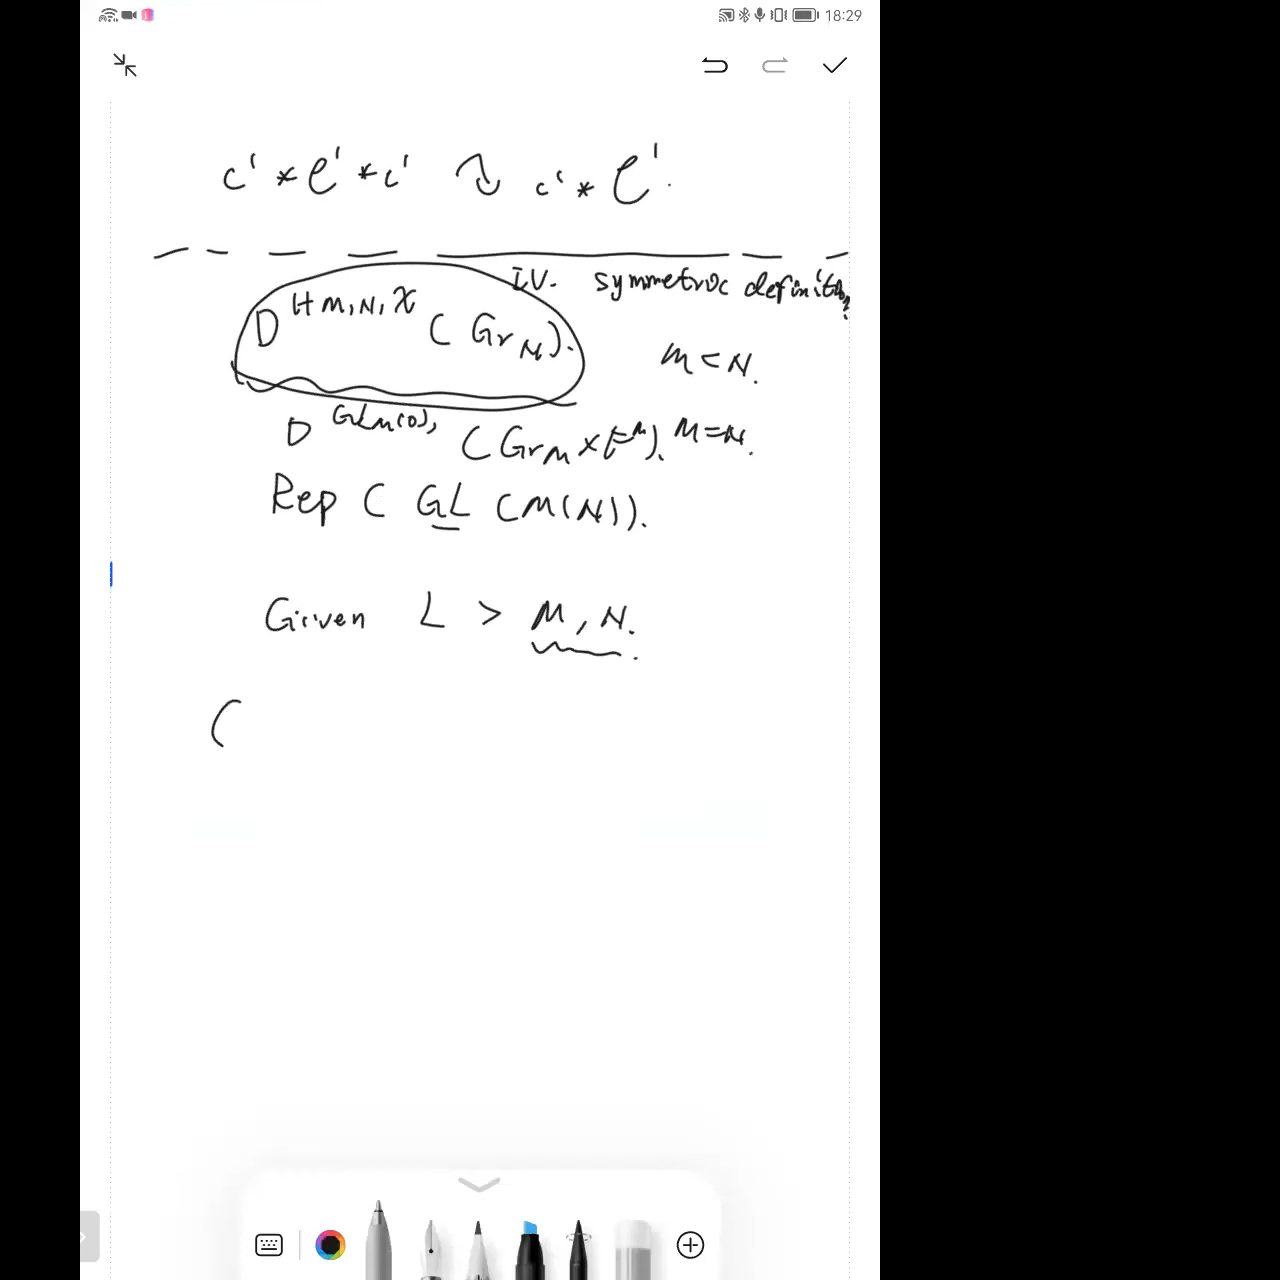 18:29
c' * C' * c' ↷ c' * C'.
IV. symmetric definition.
D^{H_{M,N},χ} (Gr_N). M < N.
D^{GL_M(O),} (Gr_M × F^M). M = N.
Rep ( GL (M|N)).
Given L > M, N.
(